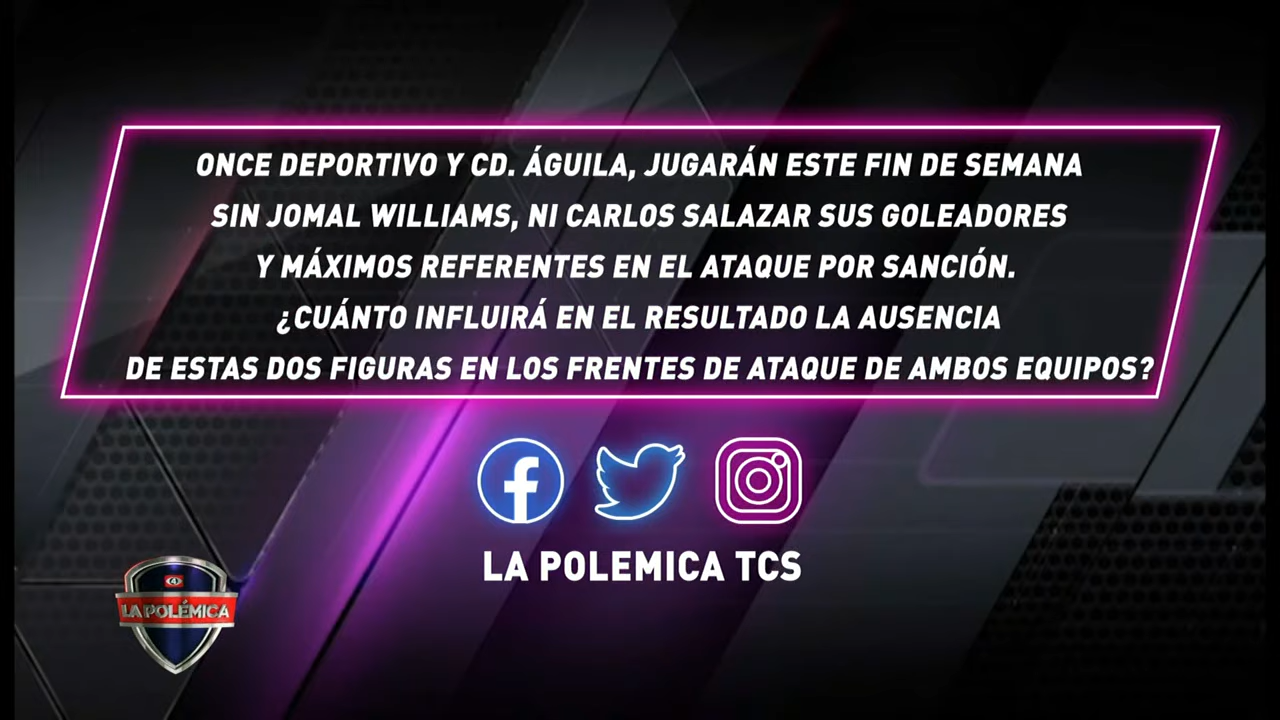 ONCE DEPORTIVO Y CD. ÁGUILA, JUGARÁN ESTE FIN DE SEMANA
SIN JOMAL WILLIAMS, NI CARLOS SALAZAR SUS GOLEADORES
Y MÁXIMOS REFERENTES EN EL ATAQUE POR SANCIÓN.
¿CUÁNTO INFLUIRÁ EN EL RESULTADO LA AUSENCIA
DE ESTAS DOS FIGURAS EN LOS FRENTES DE ATAQUE DE AMBOS EQUIPOS?
LA POLEMICA TCS
4
LA POLÉMICA